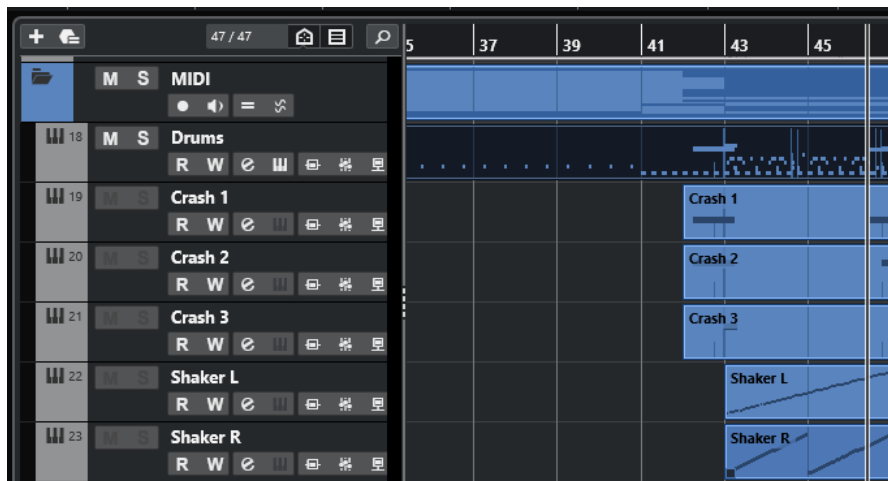 47 / 47
5 37 39 41 43 45
M S MIDI
18 M S Drums
R W e
19 M S Crash 1
R W e
20 M S Crash 2
R W e
21 M S Crash 3
R W e
22 M S Shaker L
R W e
23 M S Shaker R
R W e
Crash 1
Crash 2
Crash 3
Shaker L
Shaker R